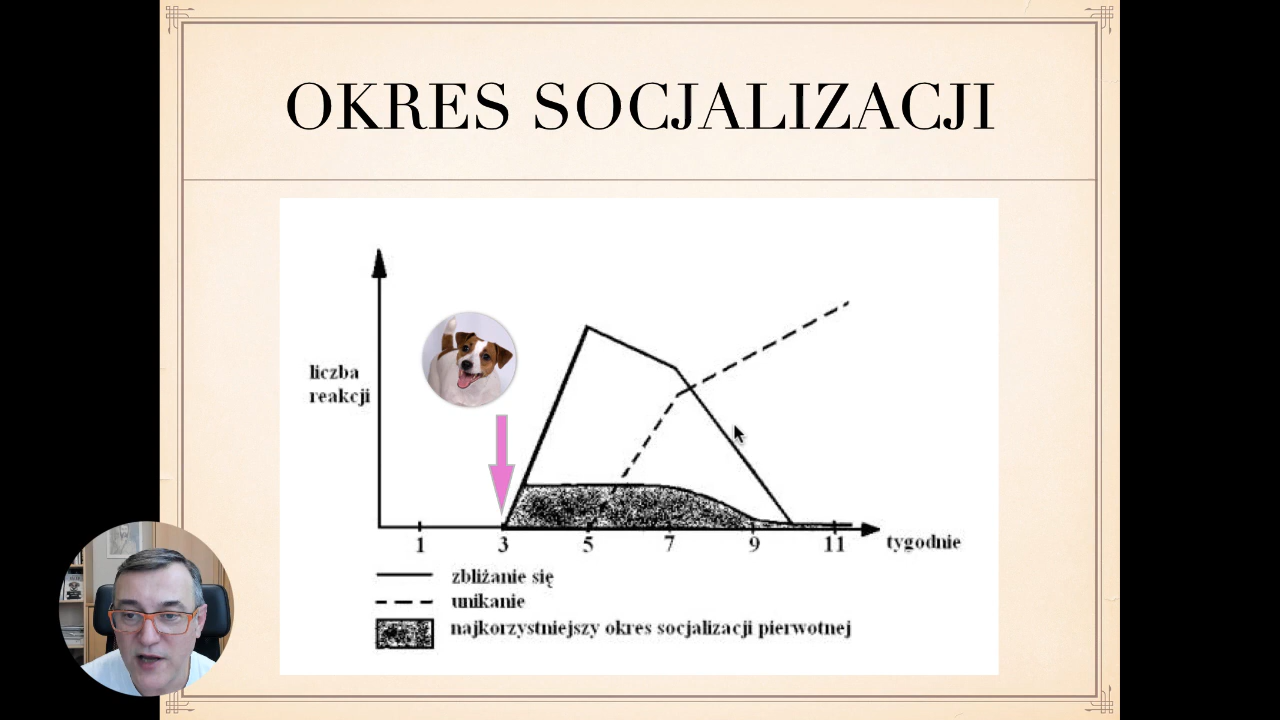 OKRES SOCJALIZACJI
liczba
reakcji
1 3 5 7 9 11 tygodnie
zbliżanie się
unikanie
najkorzystniejszy okres socjalizacji pierwotnej